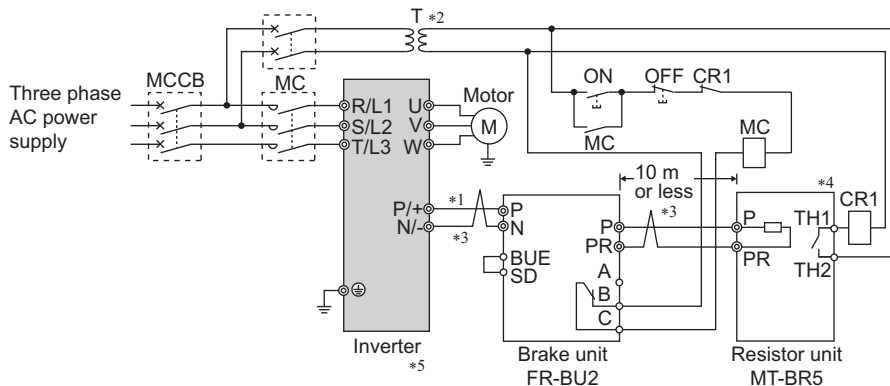 T *2
ON OFF CR1
MCCB MC
Three phase
AC power
supply
R/L1 U Motor
S/L2 V M
T/L3 W
MC
MC
10 m
or less
*4
P/+ *1 P
N/- *3 N
P *3 P TH1 CR1
PR PR TH2
BUE
SD
A
B
C
Inverter
*5
Brake unit
FR-BU2
Resistor unit
MT-BR5